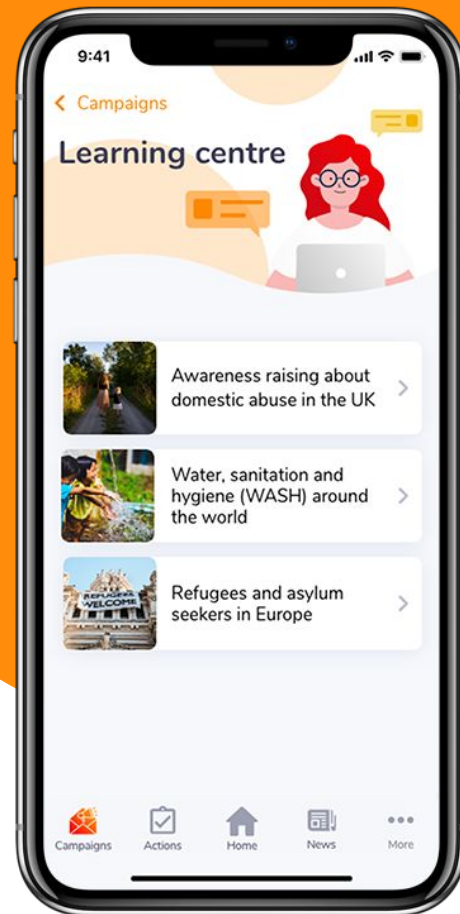 9:41
Campaigns
Learning centre
Awareness raising about
domestic abuse in the UK
Water, sanitation and
hygiene (WASH) around
the world
REFUGEES
WELCOME
Refugees and asylum
seekers in Europe
Campaigns
Actions
Home
News
More